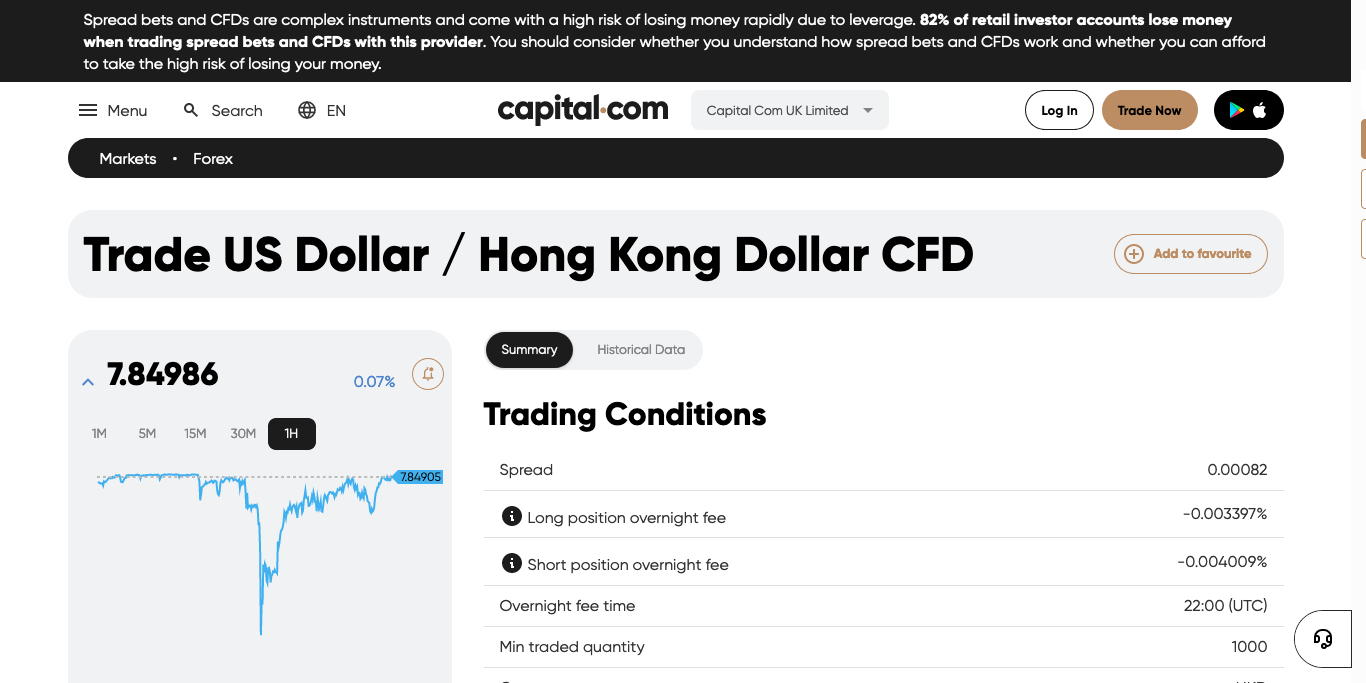 Spread bets and CFDs are complex instruments and come with a high risk of losing money rapidly due to leverage. 82% of retail investor accounts lose money
when trading spread bets and CFDs with this provider. You should consider whether you understand how spread bets and CFDs work and whether you can afford
to take the high risk of losing your money.
Menu
Search
EN
capital.com
Capital Com UK Limited
Log In
Trade Now
Markets • Forex
Trade US Dollar / Hong Kong Dollar CFD
Add to favourite
7.84986
0.07%
1M 5M 15M 30M 1H
7.84905
Summary
Historical Data
Trading Conditions
Spread 0.00082
Long position overnight fee -0.003397%
Short position overnight fee -0.004009%
Overnight fee time 22:00 (UTC)
Min traded quantity 1000